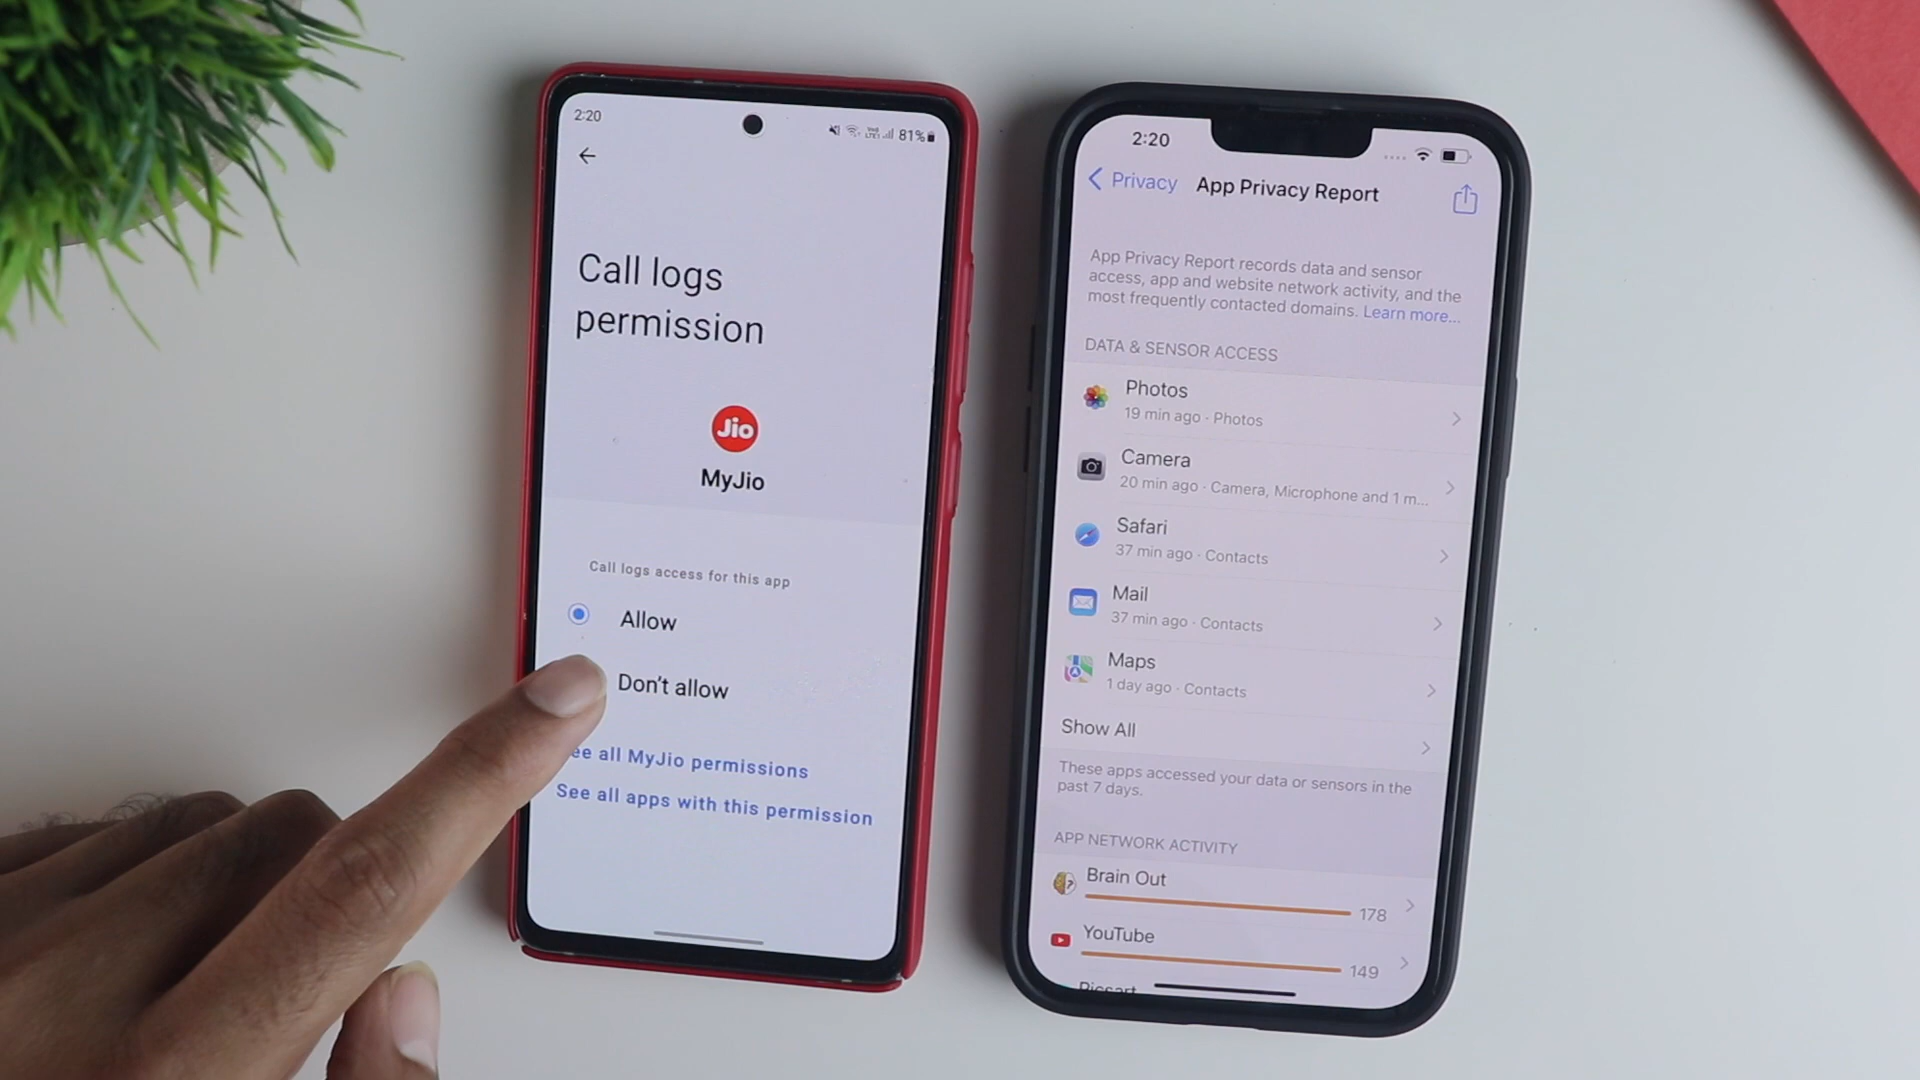 2:20
81%
Call logs
permission
Jio
MyJio
Call logs access for this app
Allow
Don't allow
ee all MyJio permissions
See all apps with this permission
2:20
Privacy
App Privacy Report
App Privacy Report records data and sensor
access, app and website network activity, and the
most frequently contacted domains. Learn more...
DATA & SENSOR ACCESS
Photos
19 min ago · Photos
Camera
20 min ago · Camera, Microphone and 1 m...
Safari
37 min ago · Contacts
Mail
37 min ago · Contacts
Maps
1 day ago · Contacts
Show All
These apps accessed your data or sensors in the
past 7 days.
APP NETWORK ACTIVITY
Brain Out
178
YouTube
149
Picsart